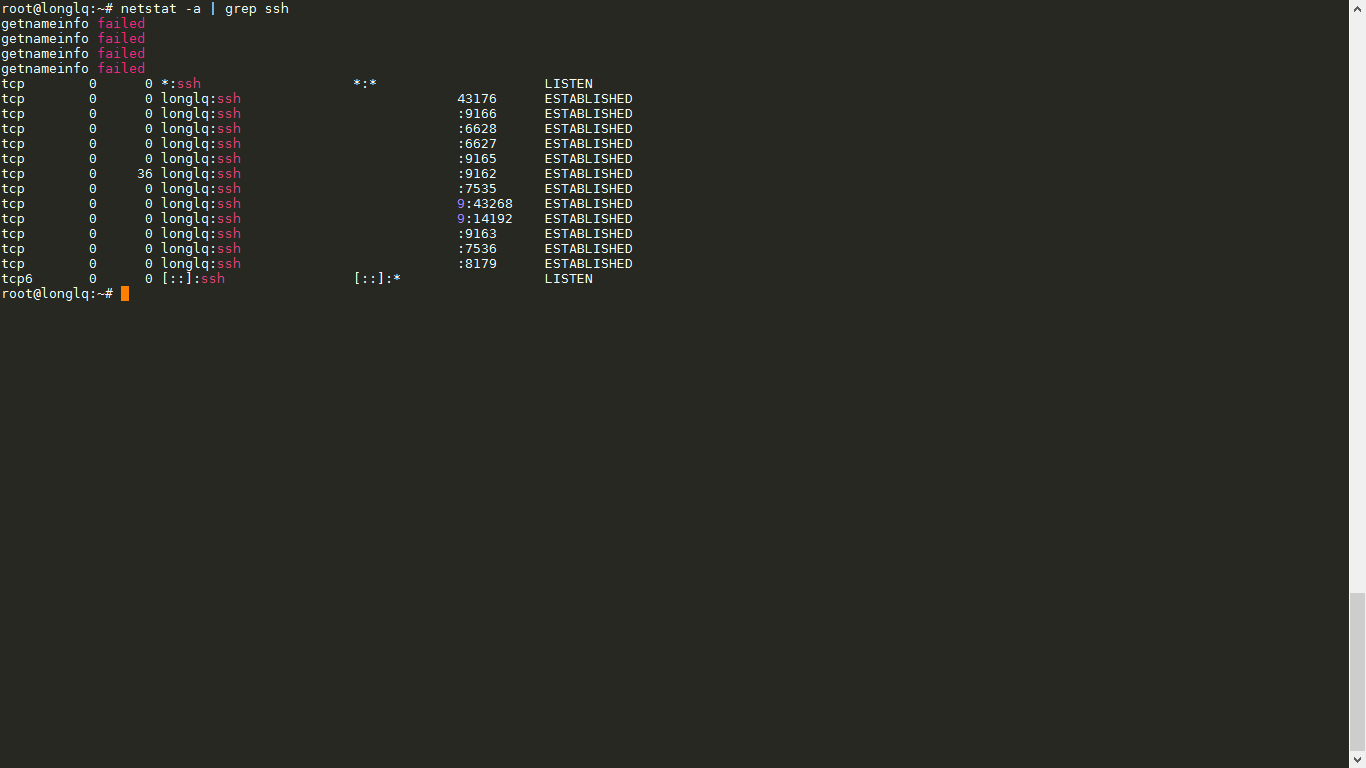 root@longlq:~# netstat -a | grep ssh
getnameinfo failed
getnameinfo failed
getnameinfo failed
getnameinfo failed
tcp        0      0 *:ssh                   *:*                     LISTEN
tcp        0      0 longlq:ssh                           43176      ESTABLISHED
tcp        0      0 longlq:ssh                           :9166      ESTABLISHED
tcp        0      0 longlq:ssh                           :6628      ESTABLISHED
tcp        0      0 longlq:ssh                           :6627      ESTABLISHED
tcp        0      0 longlq:ssh                           :9165      ESTABLISHED
tcp        0     36 longlq:ssh                           :9162      ESTABLISHED
tcp        0      0 longlq:ssh                           :7535      ESTABLISHED
tcp        0      0 longlq:ssh                           9:43268    ESTABLISHED
tcp        0      0 longlq:ssh                           9:14192    ESTABLISHED
tcp        0      0 longlq:ssh                           :9163      ESTABLISHED
tcp        0      0 longlq:ssh                           :7536      ESTABLISHED
tcp        0      0 longlq:ssh                           :8179      ESTABLISHED
tcp6       0      0 [::]:ssh                [::]:*                  LISTEN
root@longlq:~#